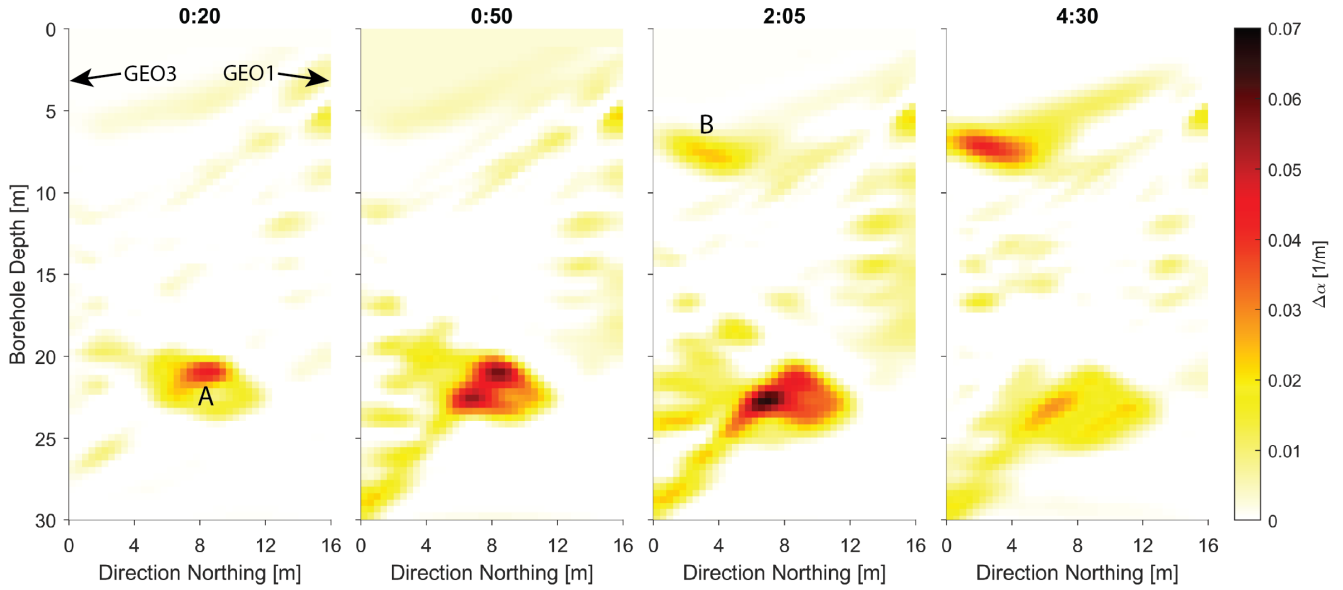 0:20 0:50 2:05 4:30
GEO3 GEO1
A
B
Borehole Depth [m]
0
5
10
15
20
25
30
0 4 8 12 16
0 4 8 12 16
0 4 8 12 16
0 4 8 12 16
Direction Northing [m] Direction Northing [m] Direction Northing [m] Direction Northing [m]
0.07
0.06
0.05
0.04
0.03
0.02
0.01
0
Δα [1/m]